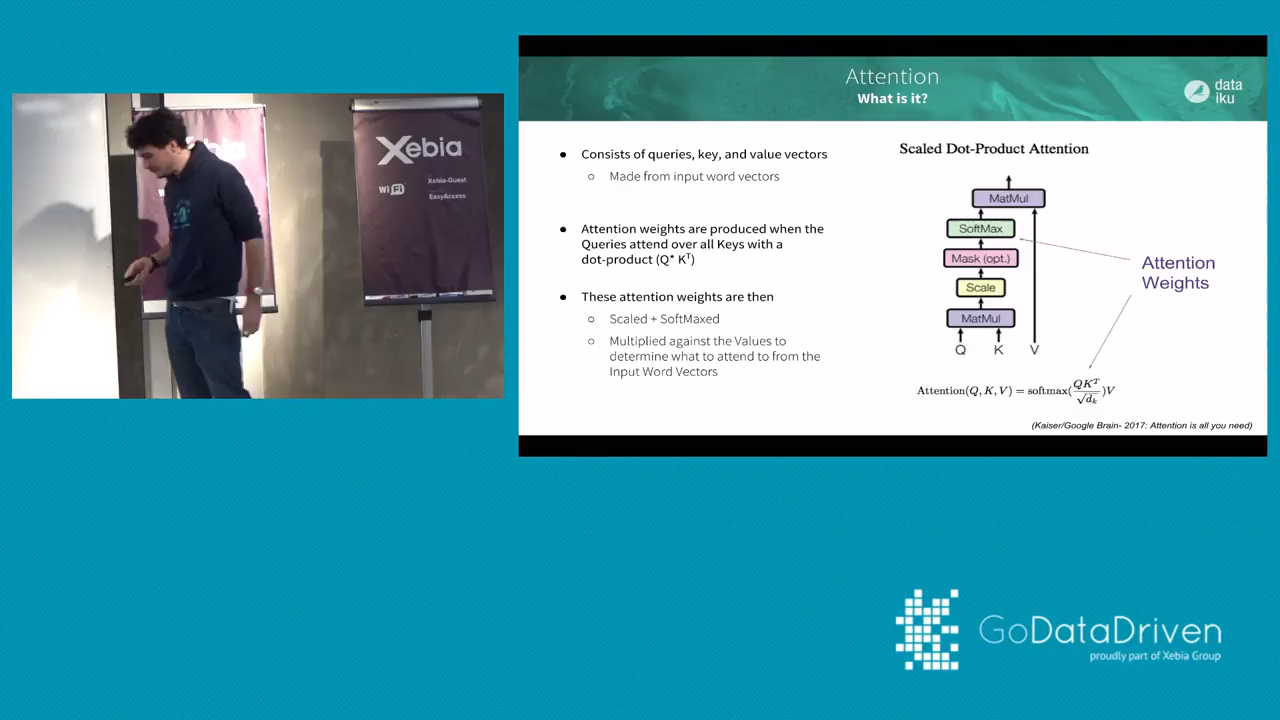 Xebia
WiFi
Xebia-Guest
EasyAccess
Attention
What is it?
data
iku
● Consists of queries, key, and value vectors
○ Made from input word vectors
● Attention weights are produced when the
Queries attend over all Keys with a
dot-product (Q* Kᵀ)
● These attention weights are then
○ Scaled + SoftMaxed
○ Multiplied against the Values to
determine what to attend to from the
Input Word Vectors
Scaled Dot-Product Attention
MatMul
SoftMax
Mask (opt.)
Scale
MatMul
Q K V
Attention
Weights
Attention(Q, K, V) = softmax(QKᵀ/√dₖ)V
(Kaiser/Google Brain- 2017: Attention is all you need)
GoDataDriven
proudly part of Xebia Group